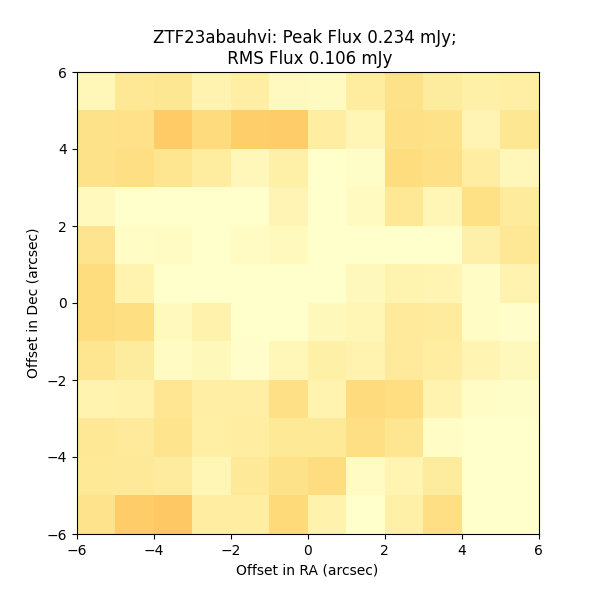 ZTF23abauhvi: Peak Flux 0.234 mJy;
RMS Flux 0.106 mJy
6
4
2
0
−2
−4
−6
Offset in Dec (arcsec)
−6 −4 −2 0 2 4 6
Offset in RA (arcsec)